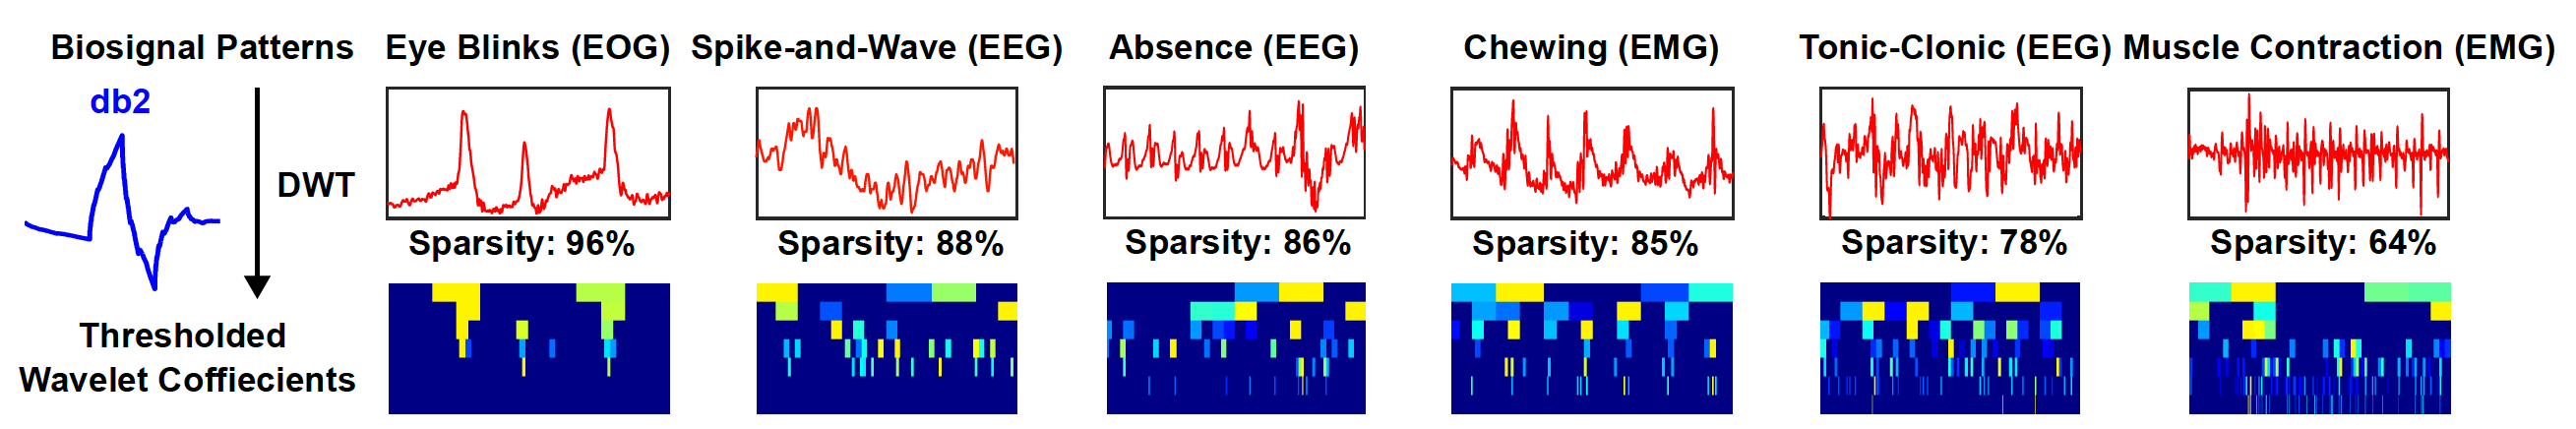 Biosignal Patterns
Eye Blinks (EOG)
Spike-and-Wave (EEG)
Absence (EEG)
Chewing (EMG)
Tonic-Clonic (EEG)
Muscle Contraction (EMG)
db2
DWT
Sparsity: 96%
Sparsity: 88%
Sparsity: 86%
Sparsity: 85%
Sparsity: 78%
Sparsity: 64%
Thresholded
Wavelet Coffiecients